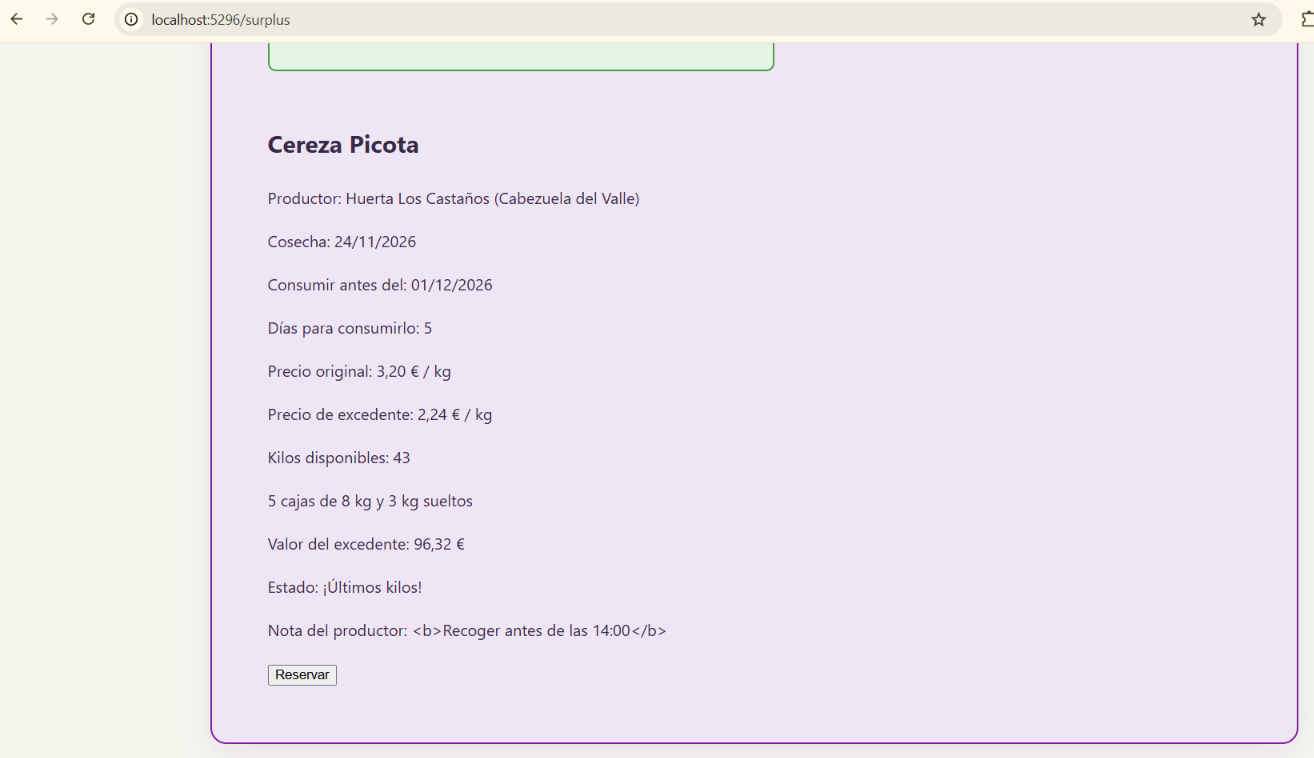 localhost:5296/surplus
Cereza Picota
Productor: Huerta Los Castaños (Cabezuela del Valle)
Cosecha: 24/11/2026
Consumir antes del: 01/12/2026
Días para consumirlo: 5
Precio original: 3,20 € / kg
Precio de excedente: 2,24 € / kg
Kilos disponibles: 43
5 cajas de 8 kg y 3 kg sueltos
Valor del excedente: 96,32 €
Estado: ¡Últimos kilos!
Nota del productor: <b>Recoger antes de las 14:00</b>
Reservar